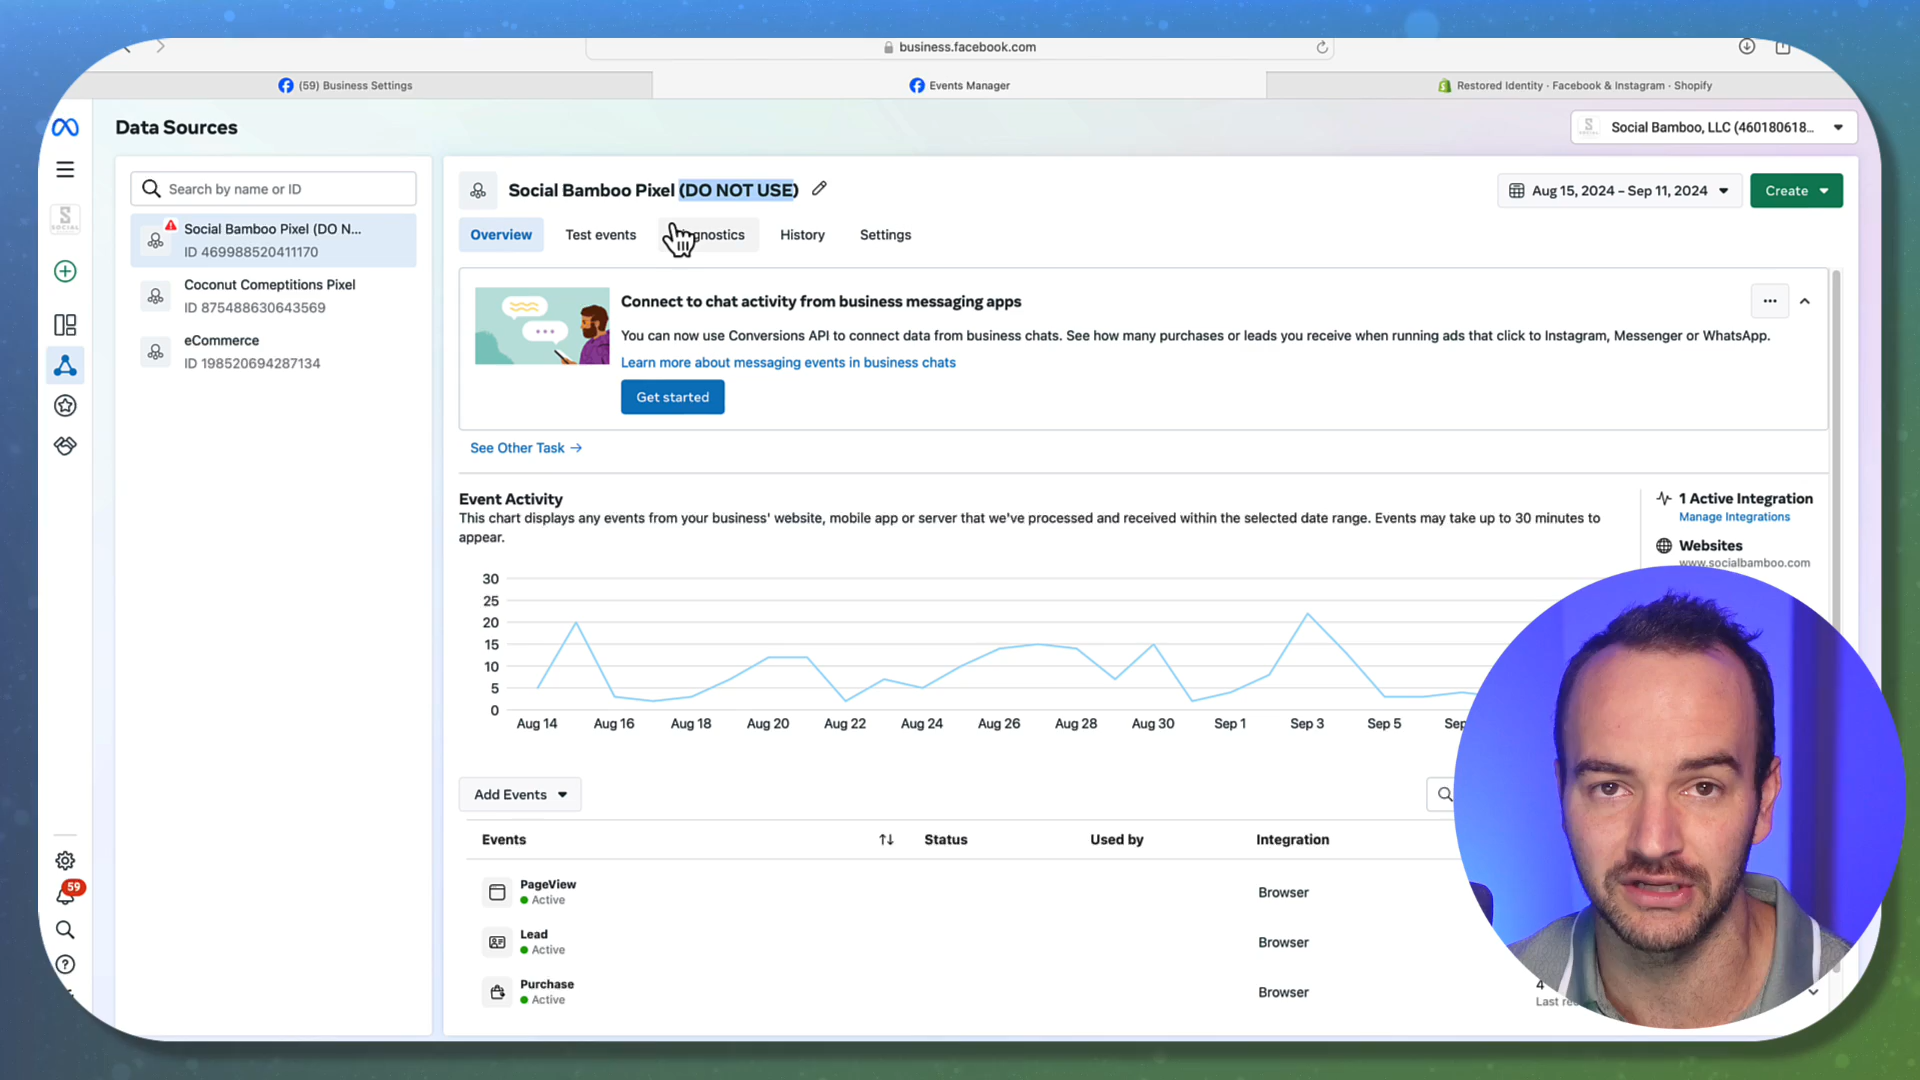 business.facebook.com
(59) Business Settings
Events Manager
Restored Identity · Facebook & Instagram · Shopify
Data Sources
Social Bamboo, LLC (460180618...
Search by name or ID
Social Bamboo Pixel (DO NOT USE)
Aug 15, 2024 – Sep 11, 2024
Create
Social Bamboo Pixel (DO N...
ID 469988520411170
Overview
Test events
gnostics
History
Settings
Coconut Comeptitions Pixel
ID 875488630643569
eCommerce
ID 198520694287134
Connect to chat activity from business messaging apps
You can now use Conversions API to connect data from business chats. See how many purchases or leads you receive when running ads that click to Instagram, Messenger or WhatsApp.
Learn more about messaging events in business chats
Get started
See Other Task →
Event Activity
This chart displays any events from your business' website, mobile app or server that we've processed and received within the selected date range. Events may take up to 30 minutes to
appear.
1 Active Integration
Manage Integrations
Websites
www.socialbamboo.com
30
25
20
15
10
5
0
Aug 14 Aug 16 Aug 18 Aug 20 Aug 22 Aug 24 Aug 26 Aug 28 Aug 30 Sep 1 Sep 3 Sep 5 Sep
Add Events
Events
Status
Used by
Integration
PageView
Active
Browser
Lead
Active
Browser
Purchase
Active
Browser
4
Last re
59
S
SOCIAL